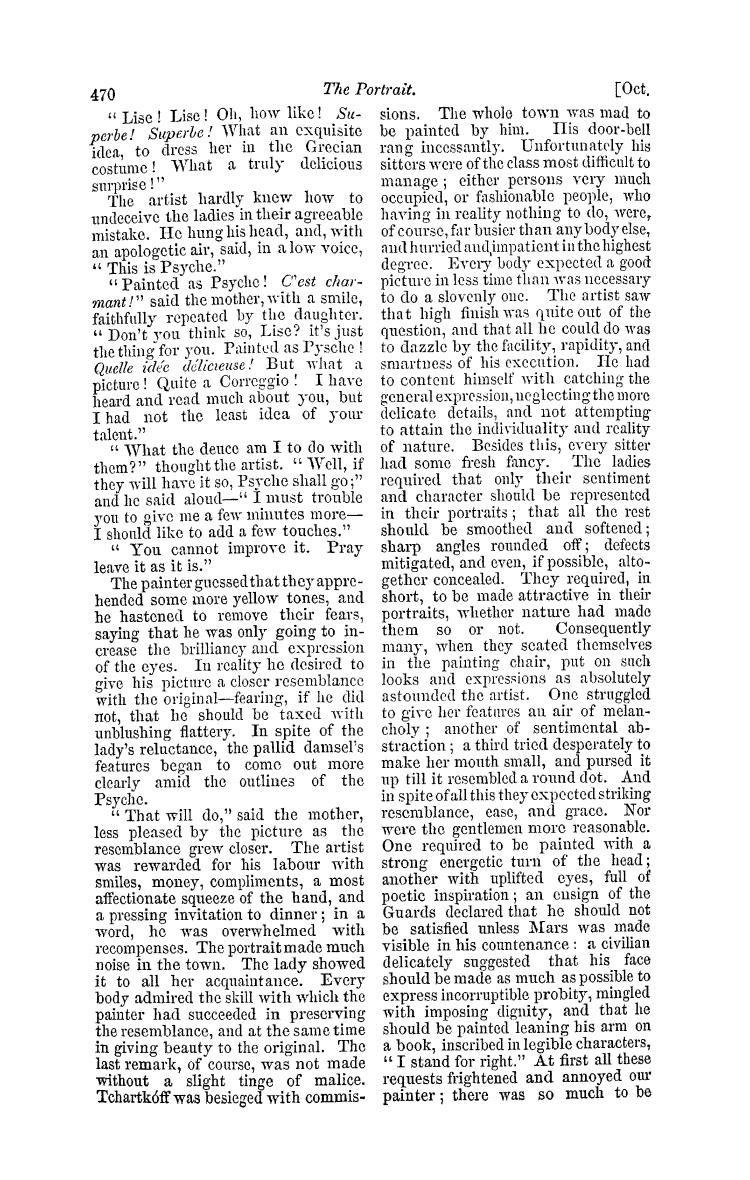 470
The Portrait.
[Oct.
“ Lise ! Lise ! Oh, how like ! Su-
perbe ! Superbe ! What an exquisite
idea, to dress her in the Grecian
costume ! What a truly delicious
surprise !”
The artist hardly knew how to
undeceive the ladies in their agreeable
mistake. He hung his head, and, with
an apologetic air, said, in a low voice,
“ This is Psyche.”
“ Painted as Psyche ! C'est char-
mant !” said the mother, with a smile,
faithfully repeated by the daughter.
“ Don't you think so, Lise? it's just
the thing for you. Painted as Pysche !
Quelle idée délicieuse ! But what a
picture ! Quite a Correggio ! I have
heard and read much about you, but
I had not the least idea of your
talent.”
“ What the deuce am I to do with
them?” thought the artist. “ Well, if
they will have it so, Psyche shall go;”
and he said aloud—“ I must trouble
you to give me a few minutes more—
I should like to add a few touches.”
“ You cannot improve it. Pray
leave it as it is.”
The painter guessed that they appre-
hended some more yellow tones, and
he hastened to remove their fears,
saying that he was only going to in-
crease the brilliancy and expression
of the eyes. In reality he desired to
give his picture a closer resemblance
with the original—fearing, if he did
not, that he should be taxed with
unblushing flattery. In spite of the
lady's reluctance, the pallid damsel's
features began to come out more
clearly amid the outlines of the
Psyche.
“ That will do,” said the mother,
less pleased by the picture as the
resemblance grew closer. The artist
was rewarded for his labour with
smiles, money, compliments, a most
affectionate squeeze of the hand, and
a pressing invitation to dinner ; in a
word, he was overwhelmed with
recompenses. The portrait made much
noise in the town. The lady showed
it to all her acquaintance. Every
body admired the skill with which the
painter had succeeded in preserving
the resemblance, and at the same time
in giving beauty to the original. The
last remark, of course, was not made
without a slight tinge of malice.
Tchartkóff was besieged with commis-
sions. The whole town was mad to
be painted by him. His door-bell
rang incessantly. Unfortunately his
sitters were of the class most difficult to
manage ; either persons very much
occupied, or fashionable people, who
having in reality nothing to do, were,
of course, far busier than any body else,
and hurried and impatient in the highest
degree. Every body expected a good
picture in less time than was necessary
to do a slovenly one. The artist saw
that high finish was quite out of the
question, and that all he could do was
to dazzle by the facility, rapidity, and
smartness of his execution. He had
to content himself with catching the
general expression, neglecting the more
delicate details, and not attempting
to attain the individuality and reality
of nature. Besides this, every sitter
had some fresh fancy. The ladies
required that only their sentiment
and character should be represented
in their portraits ; that all the rest
should be smoothed and softened ;
sharp angles rounded off ; defects
mitigated, and even, if possible, alto-
gether concealed. They required, in
short, to be made attractive in their
portraits, whether nature had made
them so or not. Consequently
many, when they seated themselves
in the painting chair, put on such
looks and expressions as absolutely
astounded the artist. One struggled
to give her features an air of melan-
choly ; another of sentimental ab-
straction ; a third tried desperately to
make her mouth small, and pursed it
up till it resembled a round dot. And
in spite of all this they expected striking
resemblance, ease, and grace. Nor
were the gentlemen more reasonable.
One required to be painted with a
strong energetic turn of the head ;
another with uplifted eyes, full of
poetic inspiration ; an ensign of the
Guards declared that he should not
be satisfied unless Mars was made
visible in his countenance : a civilian
delicately suggested that his face
should be made as much as possible to
express incorruptible probity, mingled
with imposing dignity, and that he
should be painted leaning his arm on
a book, inscribed in legible characters,
“ I stand for right.” At first all these
requests frightened and annoyed our
painter ; there was so much to be